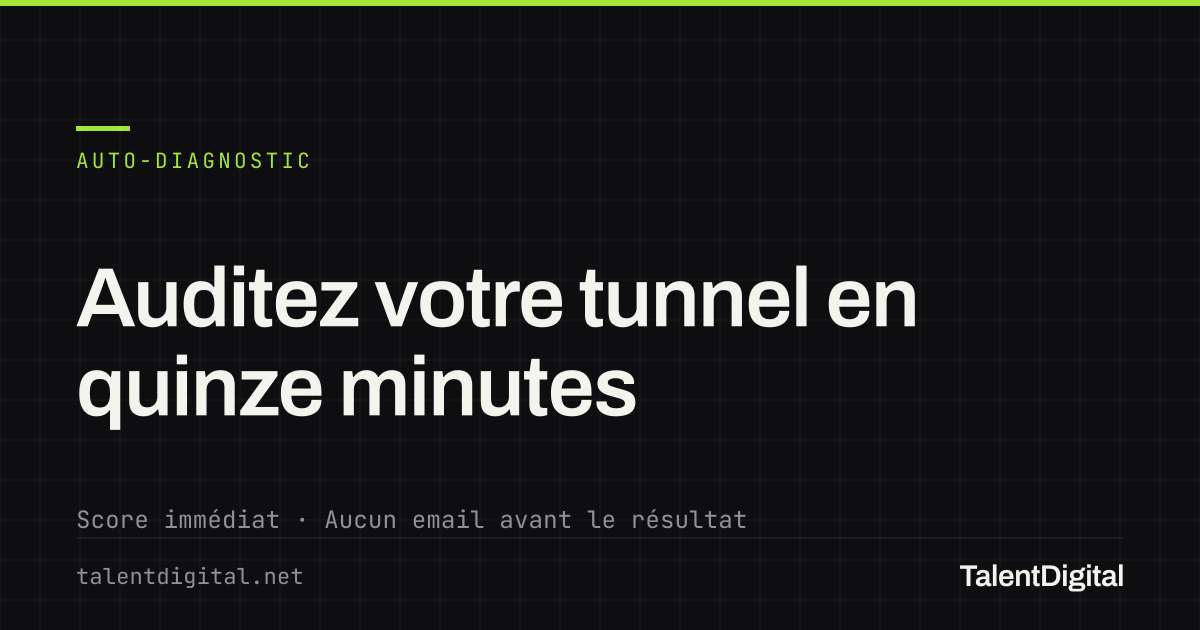 AUTO-DIAGNOSTIC
Auditez votre tunnel en
quinze minutes
Score immédiat · Aucun email avant le résultat
talentdigital.net
TalentDigital